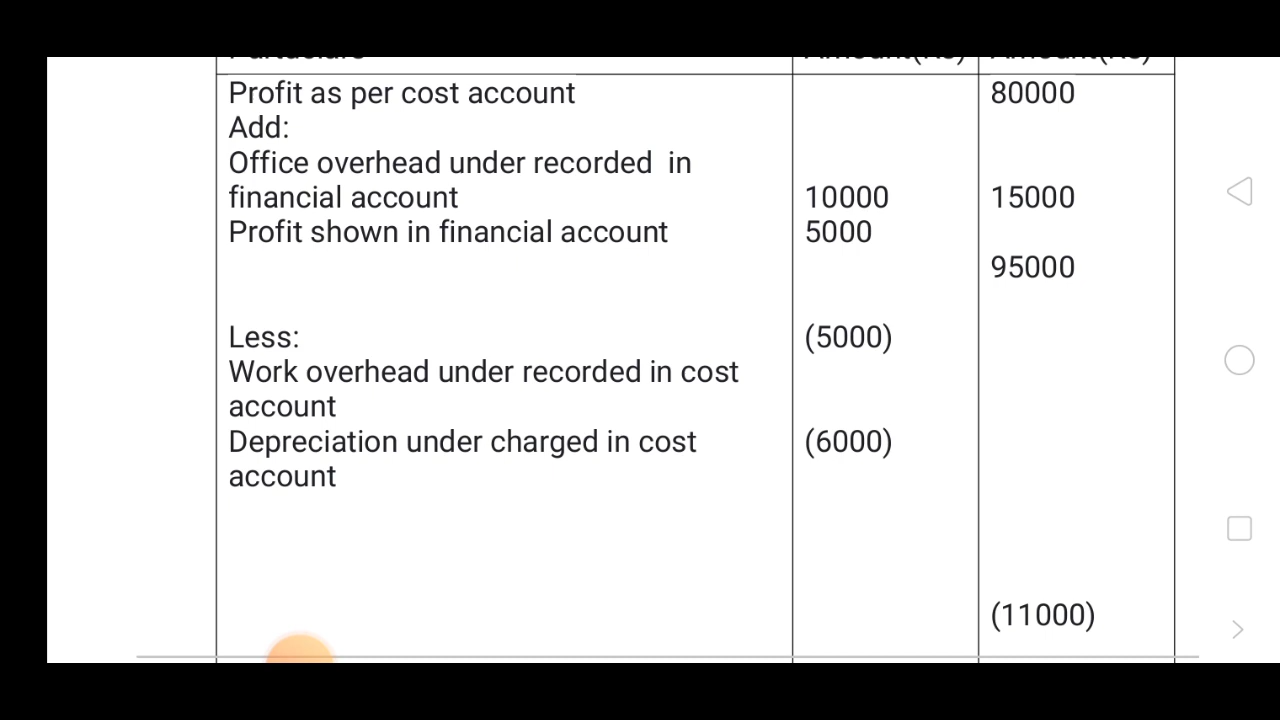 Profit as per cost account 80000
Add:
Office overhead under recorded in
financial account 10000 15000
Profit shown in financial account 5000
95000
Less: (5000)
Work overhead under recorded in cost
account
Depreciation under charged in cost (6000)
account
(11000)